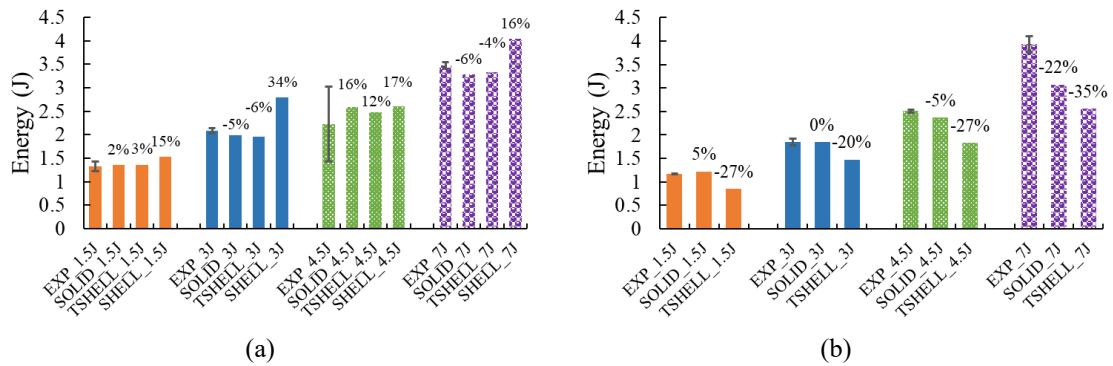 Energy (J)
4.5
4
3.5
3
2.5
2
1.5
1
0.5
0
2%
3%
15%
-5%
-6%
34%
16%
12%
17%
-6%
-4%
16%
EXP_1.5J
SOLID_1.5J
TSHELL_1.5J
SHELL_1.5J
EXP_3J
SOLID_3J
TSHELL_3J
SHELL_3J
EXP_4.5J
SOLID_4.5J
TSHELL_4.5J
SHELL_4.5J
EXP_7J
SOLID_7J
TSHELL_7J
SHELL_7J
(a)
Energy (J)
4.5
4
3.5
3
2.5
2
1.5
1
0.5
0
5%
-27%
0%
-20%
-5%
-27%
-22%
-35%
EXP_1.5J
SOLID_1.5J
TSHELL_1.5J
EXP_3J
SOLID_3J
TSHELL_3J
EXP_4.5J
SOLID_4.5J
TSHELL_4.5J
EXP_7J
SOLID_7J
TSHELL_7J
(b)